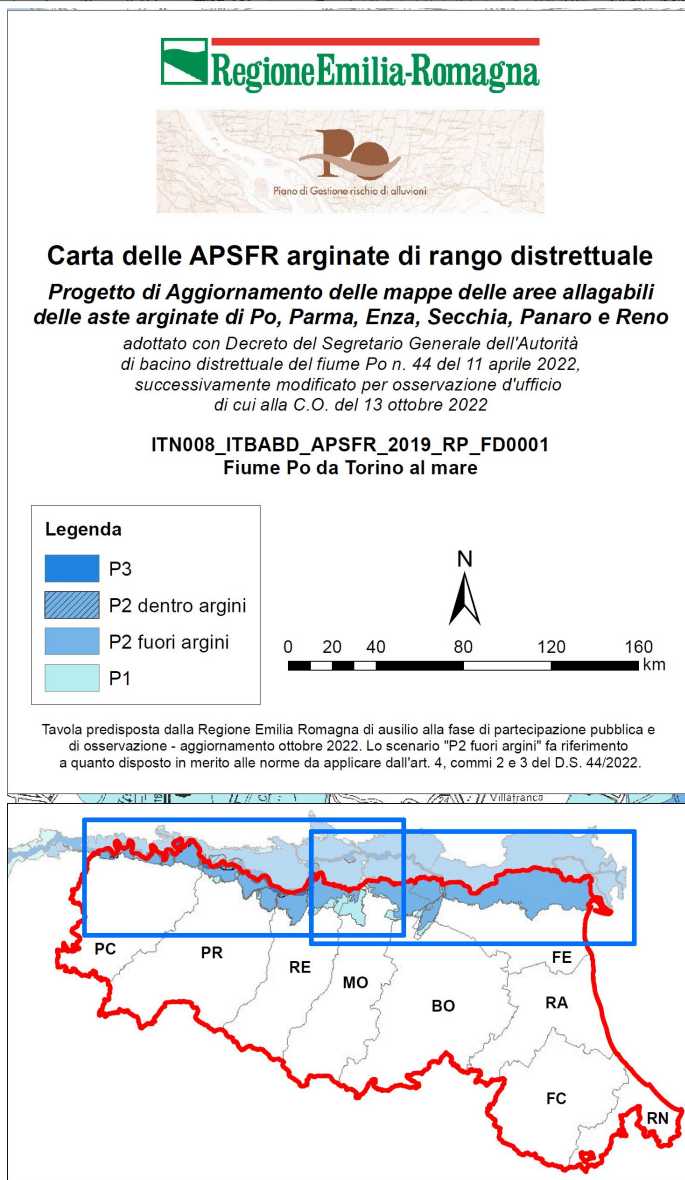 RegioneEmilia-Romagna
Po
Piano di Gestione rischio di alluvioni
Carta delle APSFR arginate di rango distrettuale
Progetto di Aggiornamento delle mappe delle aree allagabili
delle aste arginate di Po, Parma, Enza, Secchia, Panaro e Reno
adottato con Decreto del Segretario Generale dell'Autorità
di bacino distrettuale del fiume Po n. 44 del 11 aprile 2022,
successivamente modificato per osservazione d'ufficio
di cui alla C.O. del 13 ottobre 2022
ITN008_ITBABD_APSFR_2019_RP_FD0001
Fiume Po da Torino al mare
Legenda
P3
P2 dentro argini
P2 fuori argini
P1
N
0 20 40 80 120 160
km
Tavola predisposta dalla Regione Emilia Romagna di ausilio alla fase di partecipazione pubblica e
di osservazione - aggiornamento ottobre 2022. Lo scenario "P2 fuori argini" fa riferimento
a quanto disposto in merito alle norme da applicare dall'art. 4, commi 2 e 3 del D.S. 44/2022.
Villafranca
PC
PR
RE
MO
BO
FE
RA
FC
RN